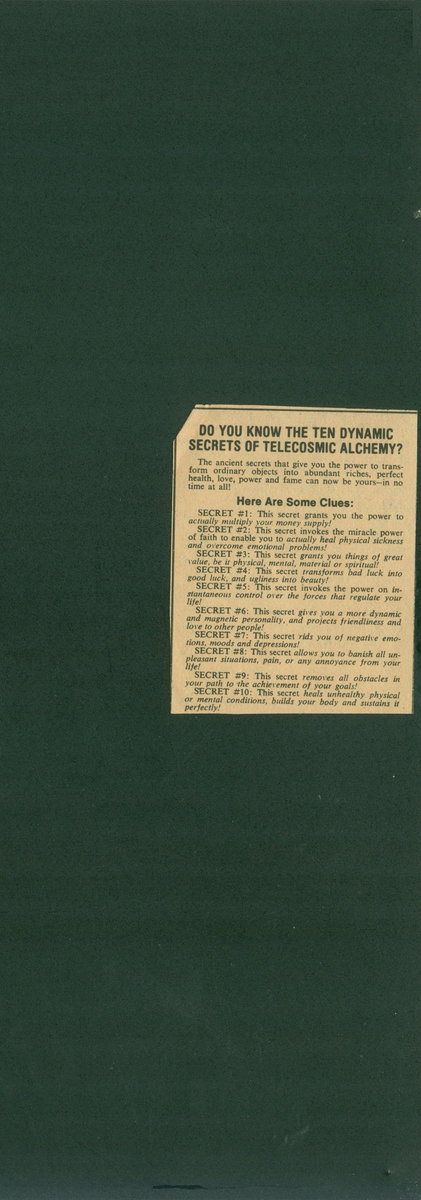 DO YOU KNOW THE TEN DYNAMIC
SECRETS OF TELECOSMIC ALCHEMY?
The ancient secrets that give you the power to trans-
form ordinary objects into abundant riches, perfect
health, love, power and fame can now be yours—in no
time at all!
Here Are Some Clues:
SECRET #1: This secret grants you the power to
actually multiply your money supply!
SECRET #2: This secret invokes the miracle power
of faith to enable you to actually heal physical sickness
and overcome emotional problems!
SECRET #3: This secret grants you things of great
value, be it physical, mental, material or spiritual!
SECRET #4: This secret transforms bad luck into
good luck, and ugliness into beauty!
SECRET #5: This secret invokes the power on in-
stantaneous control over the forces that regulate your
life!
SECRET #6: This secret gives you a more dynamic
and magnetic personality, and projects friendliness and
love to other people!
SECRET #7: This secret rids you of negative emo-
tions, moods and depressions!
SECRET #8: This secret allows you to banish all un-
pleasant situations, pain, or any annoyance from your
life!
SECRET #9: This secret removes all obstacles in
your path to the achievement of your goals!
SECRET #10: This secret heals unhealthy physical
or mental conditions, builds your body and sustains it
perfectly!